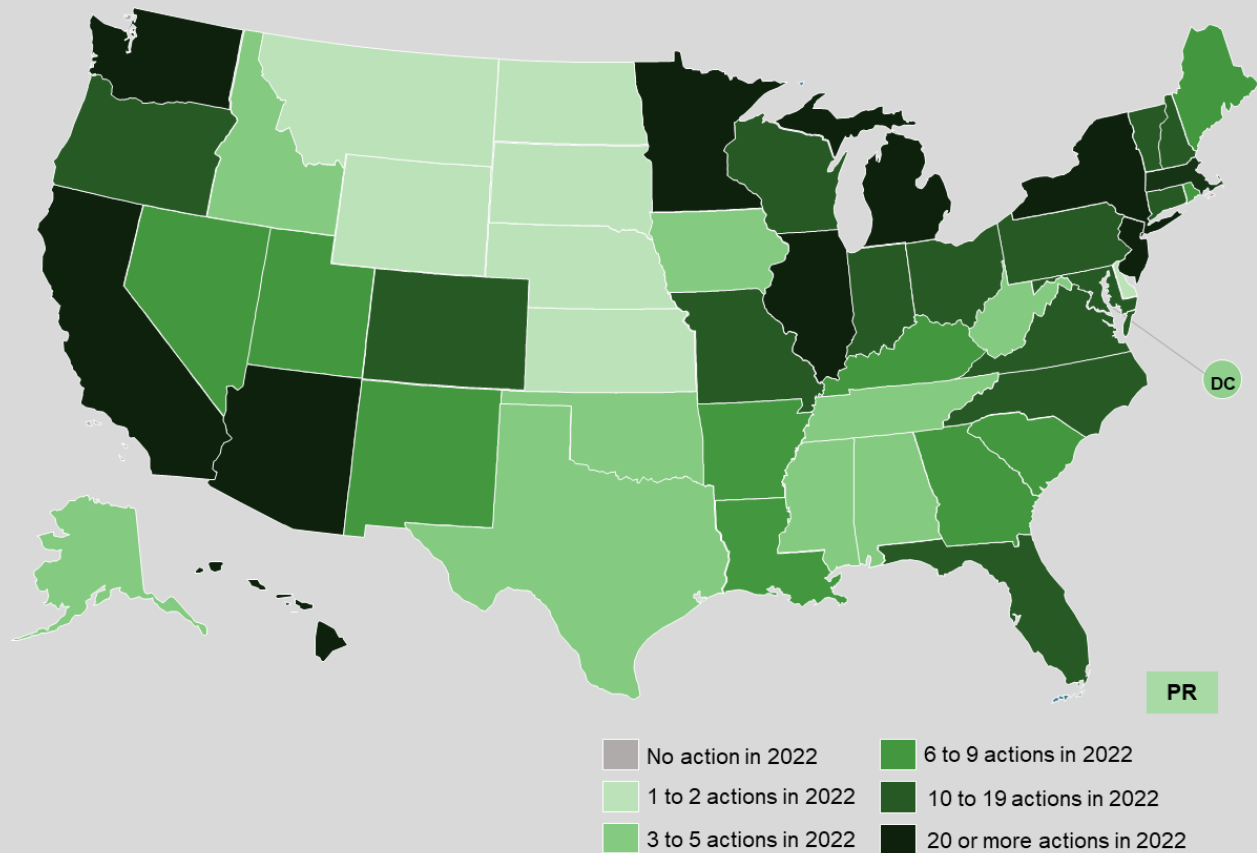 DC
PR
No action in 2022
1 to 2 actions in 2022
3 to 5 actions in 2022
6 to 9 actions in 2022
10 to 19 actions in 2022
20 or more actions in 2022